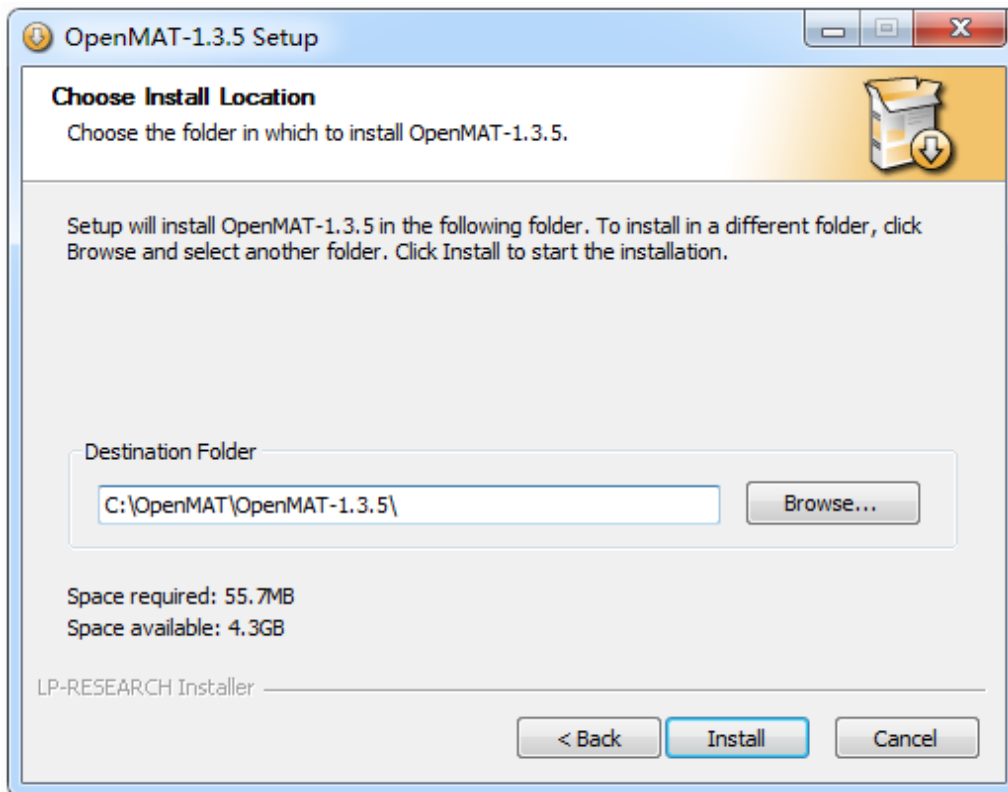 OpenMAT-1.3.5 Setup
Choose Install Location
Choose the folder in which to install OpenMAT-1.3.5.
Setup will install OpenMAT-1.3.5 in the following folder. To install in a different folder, click
Browse and select another folder. Click Install to start the installation.
Destination Folder
C:\OpenMAT\OpenMAT-1.3.5\
Browse...
Space required: 55.7MB
Space available: 4.3GB
LP-RESEARCH Installer
< Back
Install
Cancel